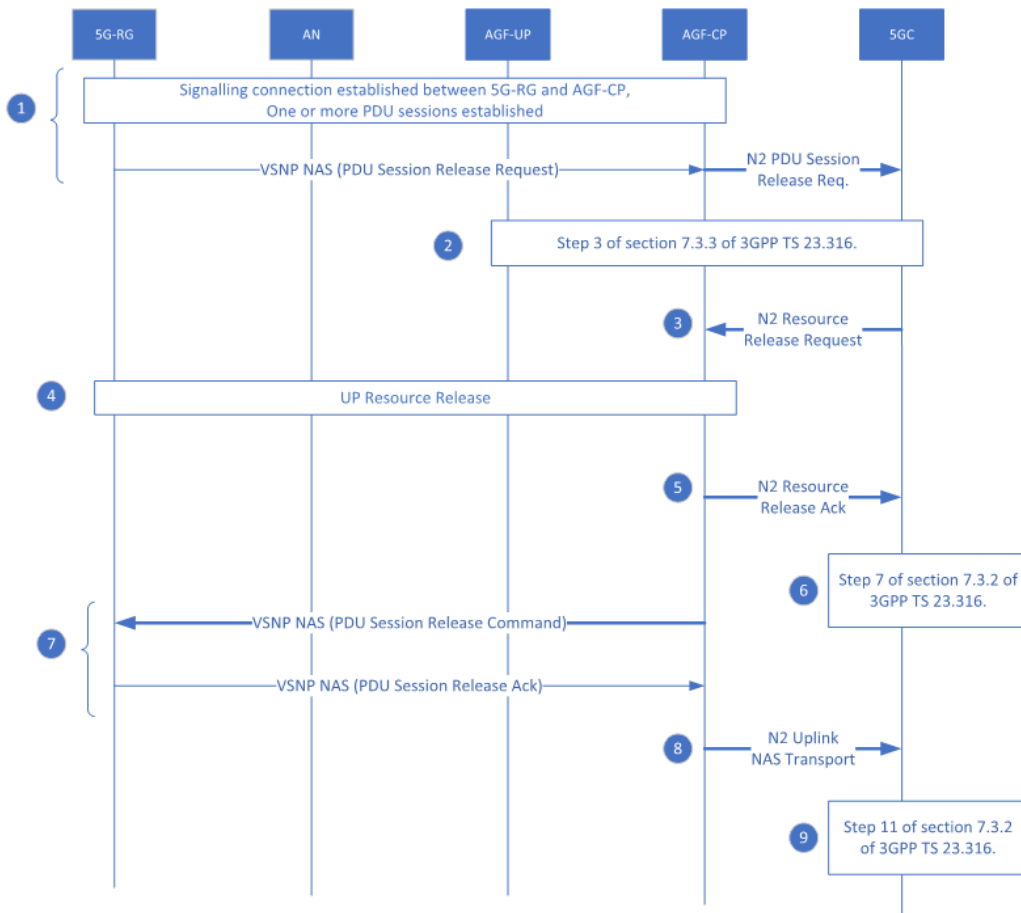 5G-RG
AN
AGF-UP
AGF-CP
5GC
1
Signalling connection established between 5G-RG and AGF-CP,
One or more PDU sessions established
VSNP NAS (PDU Session Release Request)
N2 PDU Session
Release Req.
2
Step 3 of section 7.3.3 of 3GPP TS 23.316.
3
N2 Resource
Release Request
4
UP Resource Release
5
N2 Resource
Release Ack
6
Step 7 of section 7.3.2 of
3GPP TS 23.316.
7
VSNP NAS (PDU Session Release Command)
VSNP NAS (PDU Session Release Ack)
8
N2 Uplink
NAS Transport
9
Step 11 of section 7.3.2
of 3GPP TS 23.316.